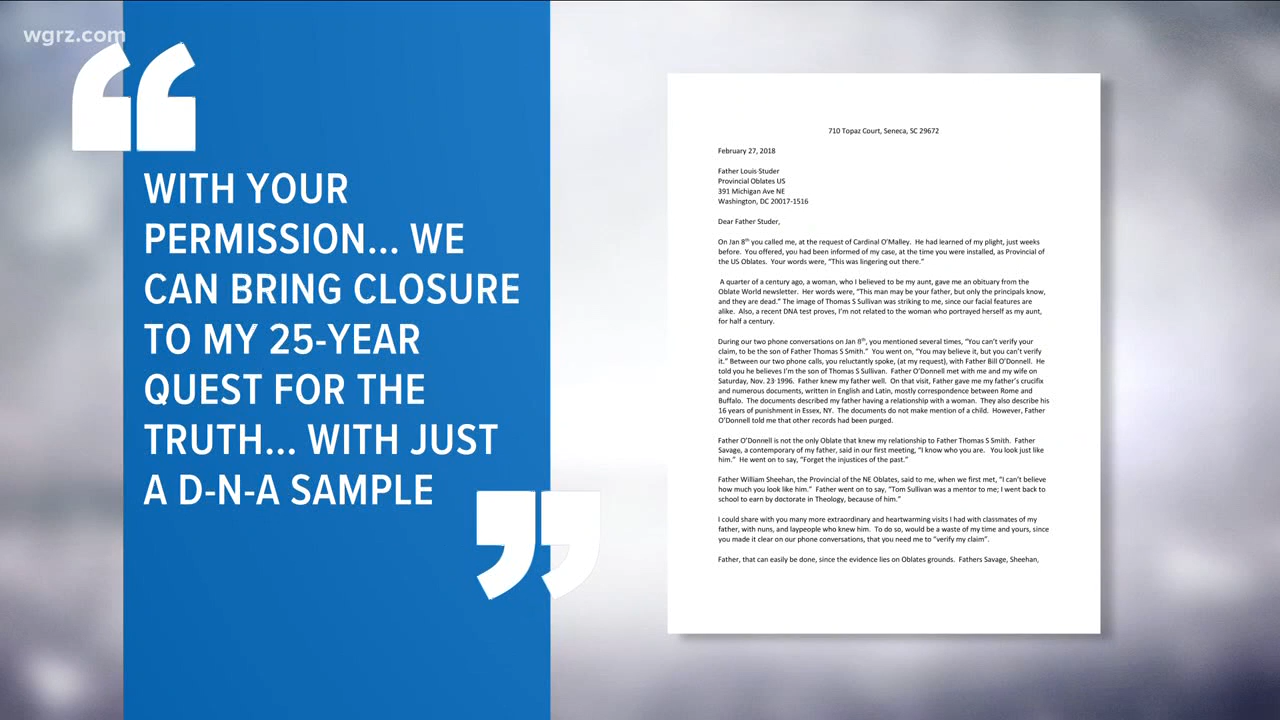 wgrz.com
“
WITH YOUR
PERMISSION... WE
CAN BRING CLOSURE
TO MY 25-YEAR
QUEST FOR THE
TRUTH... WITH JUST
A D-N-A SAMPLE
”
710 Topaz Court, Seneca, SC 29672
February 27, 2018
Father Louis Studer
Provincial Oblates US
391 Michigan Ave NE
Washington, DC 20017-1516
Dear Father Studer,
On Jan 8th you called me, at the request of Cardinal O’Malley. He had learned of my plight, just weeks
before. You offered, you had been informed of my case, at the time you were installed, as Provincial of
the US Oblates. Your words were, “This was lingering out there.”
A quarter of a century ago, a woman, who I believed to be my aunt, gave me an obituary from the
Oblate World newsletter. Her words were, “This man may be your father, but only the principals know,
and they are dead.” The image of Thomas S Sullivan was striking to me, since our facial features are
alike. Also, a recent DNA test proves, I’m not related to the woman who portrayed herself as my aunt,
for half a century.
During our two phone conversations on Jan 8th, you mentioned several times, “You can’t verify your
claim, to be the son of Father Thomas S Smith.” You went on, “You may believe it, but you can’t verify
it.” Between our two phone calls, you reluctantly spoke, (at my request), with Father Bill O’Donnell. He
told you he believes I’m the son of Thomas S Sullivan. Father O’Donnell met with me and my wife on
Saturday, Nov. 23 1996. Father knew my father well. On that visit, Father gave me my father’s crucifix
and numerous documents, written in English and Latin, mostly correspondence between Rome and
Buffalo. The documents described my father having a relationship with a woman. They also describe his
16 years of punishment in Essex, NY. The documents do not make mention of a child. However, Father
O’Donnell told me that other records had been purged.
Father O’Donnell is not the only Oblate that knew my relationship to Father Thomas S Smith. Father
Savage, a contemporary of my father, said in our first meeting, “I know who you are. You look just like
him.” He went on to say, “Forget the injustices of the past.”
Father William Sheehan, the Provincial of the NE Oblates, said to me, when we first met, “I can’t believe
how much you look like him.” Father went on to say, “Tom Sullivan was a mentor to me; I went back to
school to earn by doctorate in Theology, because of him.”
I could share with you many more extraordinary and heartwarming visits I had with classmates of my
father, with nuns, and laypeople who knew him. To do so, would be a waste of my time and yours, since
you made it clear on our phone conversations, that you need me to “verify my claim”.
Father, that can easily be done, since the evidence lies on Oblates grounds. Fathers Savage, Sheehan,